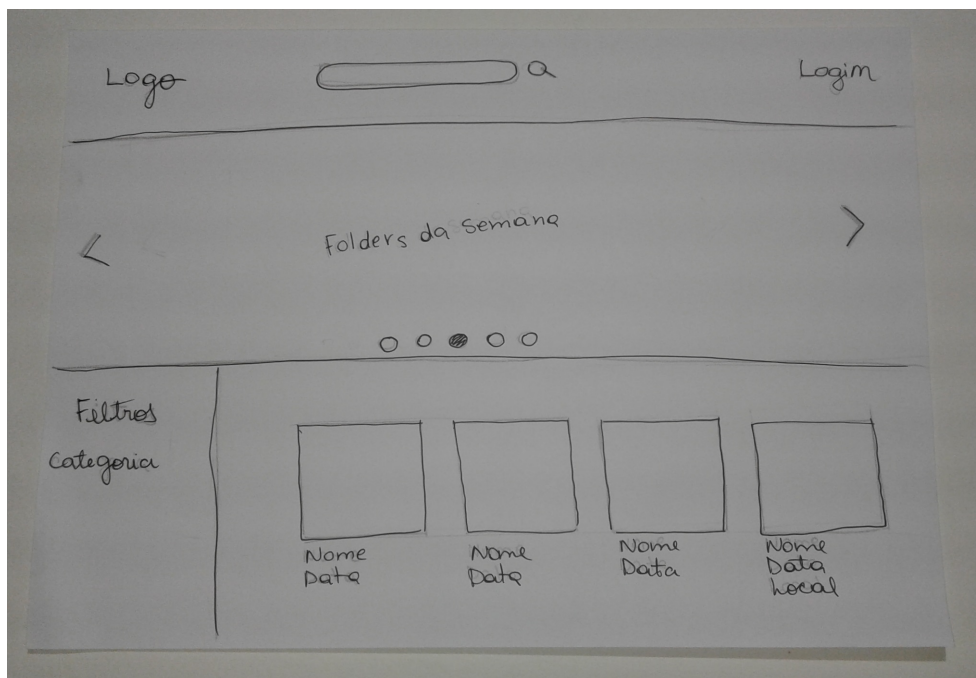 Logo
Login
Folders da Semana
Filtros
Categoria
Nome
Data
Nome
Data
Nome
Data
Nome
Data
Local